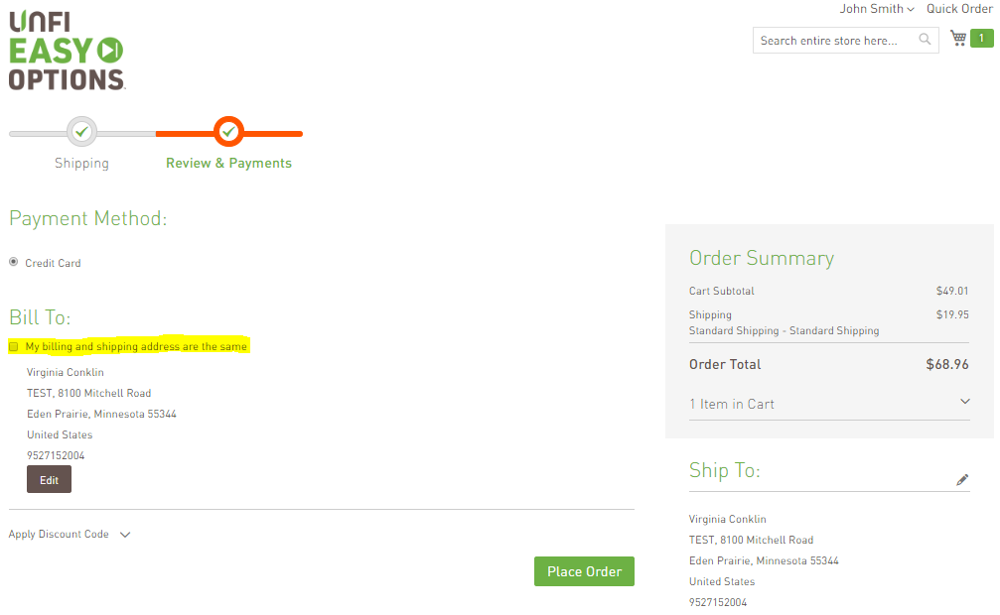 UNFI
EASY
OPTIONS.
John Smith
Quick Order
Search entire store here...
1
Shipping
Review & Payments
Payment Method:
Credit Card
Bill To:
My billing and shipping address are the same
Virginia Conklin
TEST, 8100 Mitchell Road
Eden Prairie, Minnesota 55344
United States
9527152004
Edit
Apply Discount Code
Place Order
Order Summary
Cart Subtotal $49.01
Shipping $19.95
Standard Shipping - Standard Shipping
Order Total $68.96
1 Item in Cart
Ship To:
Virginia Conklin
TEST, 8100 Mitchell Road
Eden Prairie, Minnesota 55344
United States
9527152004